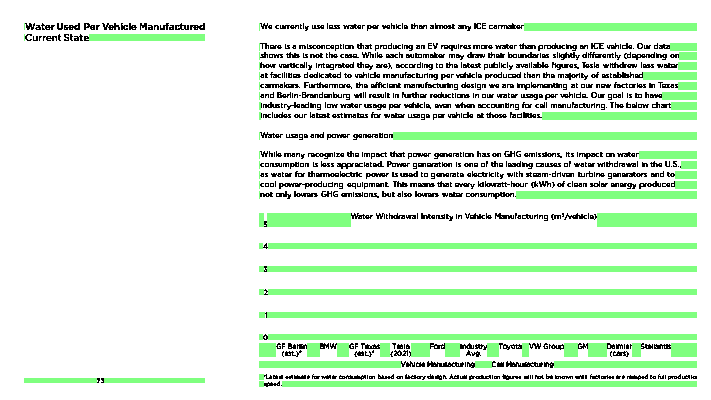 Water Used Per Vehicle Manufactured
Current State
We currently use less water per vehicle than almost any ICE carmaker
There is a misconception that producing an EV requires more water than producing an ICE vehicle. Our data
shows this is not the case. While each automaker may draw their boundaries slightly differently (depending on
how vertically integrated they are), according to the latest publicly available figures, Tesla withdrew less water
at facilities dedicated to vehicle manufacturing per vehicle produced than the majority of established
carmakers. Furthermore, the efficient manufacturing design we are implementing at our new factories in Texas
and Berlin-Brandenburg will result in further reductions in our water usage per vehicle. Our goal is to have
industry-leading low water usage per vehicle, even when accounting for cell manufacturing. The below chart
includes our latest estimates for water usage per vehicle at those facilities.
Water usage and power generation
While many recognize the impact that power generation has on GHG emissions, its impact on water
consumption is less appreciated. Power generation is one of the leading causes of water withdrawal in the U.S.,
as water for thermoelectric power is used to generate electricity with steam-driven turbine generators and to
cool power-producing equipment. This means that every kilowatt-hour (kWh) of clean solar energy produced
not only lowers GHG emissions, but also lowers water consumption.
Water Withdrawal Intensity in Vehicle Manufacturing (m³/vehicle)
5
4
3
2
1
0
GF Berlin BMW GF Texas Tesla Ford Industry Toyota VW Group GM Daimler Stellantis
(est.)* (est.)* (2021) Avg. (cars)
Vehicle Manufacturing Cell Manufacturing
*Latest estimate for water consumption based on factory design. Actual production figures will not be known until factories are ramped to full production
speed.
73